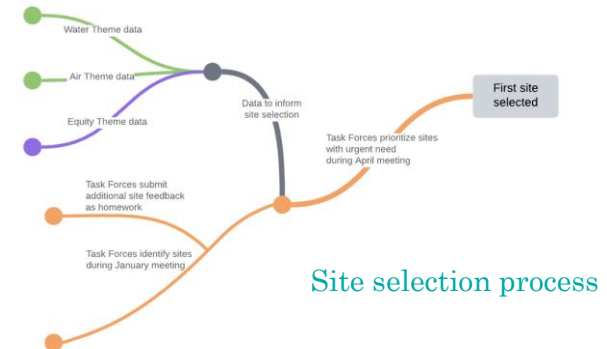 Water Theme data
Air Theme data
Equity Theme data
Data to inform
site selection
First site
selected
Task Forces prioritize sites
with urgent need
during April meeting
Task Forces submit
additional site feedback
as homework
Task Forces identify sites
during January meeting
Site selection process